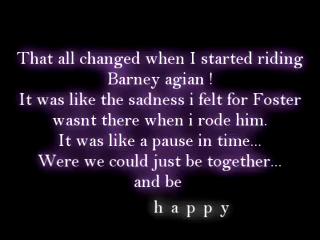 That all changed when I started riding
Barney agian !
It was like the sadness i felt for Foster
wasnt there when i rode him.
It was like a pause in time...
Were we could just be together...
and be
h a p p y